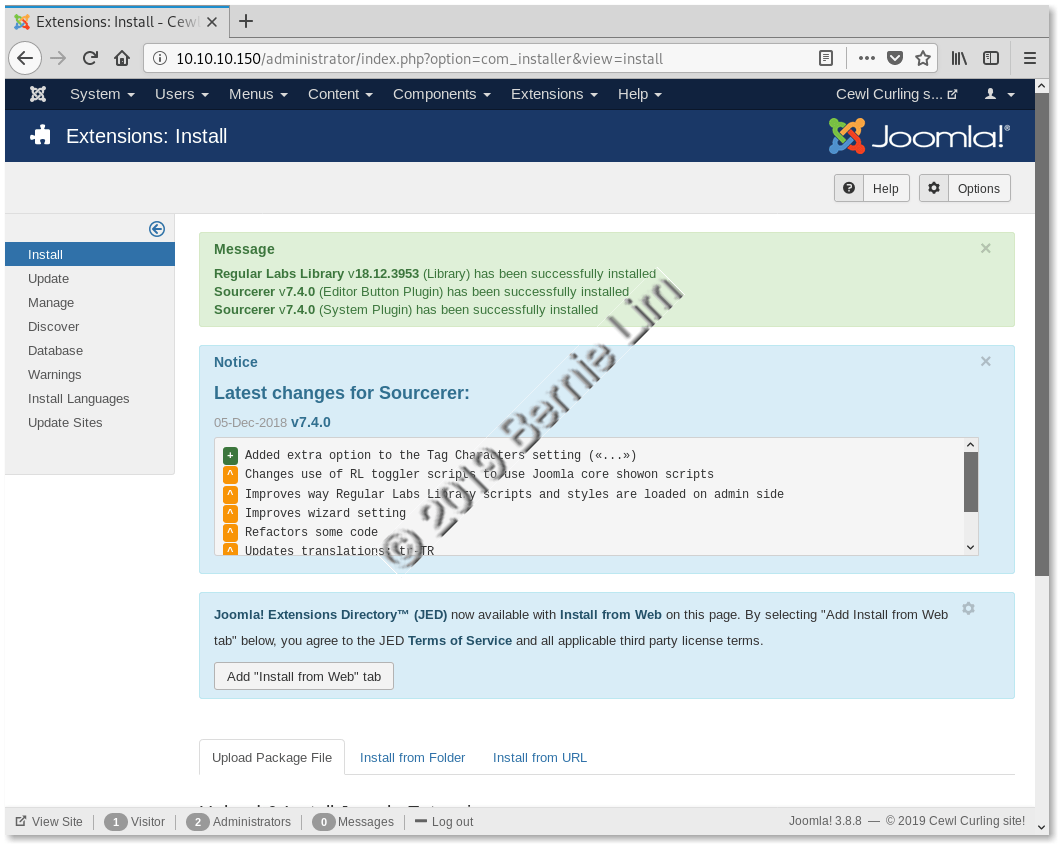 Extensions: Install - Cewl
10.10.10.150/administrator/index.php?option=com_installer&view=install
System Users Menus Content Components Extensions Help Cewl Curling s...
Extensions: Install Joomla!®
Help Options
Install
Update
Manage
Discover
Database
Warnings
Install Languages
Update Sites
Message
Regular Labs Library v18.12.3953 (Library) has been successfully installed
Sourcerer v7.4.0 (Editor Button Plugin) has been successfully installed
Sourcerer v7.4.0 (System Plugin) has been successfully installed
Notice
Latest changes for Sourcerer:
05-Dec-2018 v7.4.0
+ Added extra option to the Tag Characters setting («...»)
^ Changes use of RL toggler scripts to use Joomla core showon scripts
^ Improves way Regular Labs Library scripts and styles are loaded on admin side
^ Improves wizard setting
^ Refactors some code
^ Updates translations: tr-TR
© 2019 Bernie Lim
Joomla! Extensions Directory™ (JED) now available with Install from Web on this page. By selecting "Add Install from Web
tab" below, you agree to the JED Terms of Service and all applicable third party license terms.
Add "Install from Web" tab
Upload Package File Install from Folder Install from URL
View Site 1 Visitor 2 Administrators 0 Messages Log out Joomla! 3.8.8 — © 2019 Cewl Curling site!